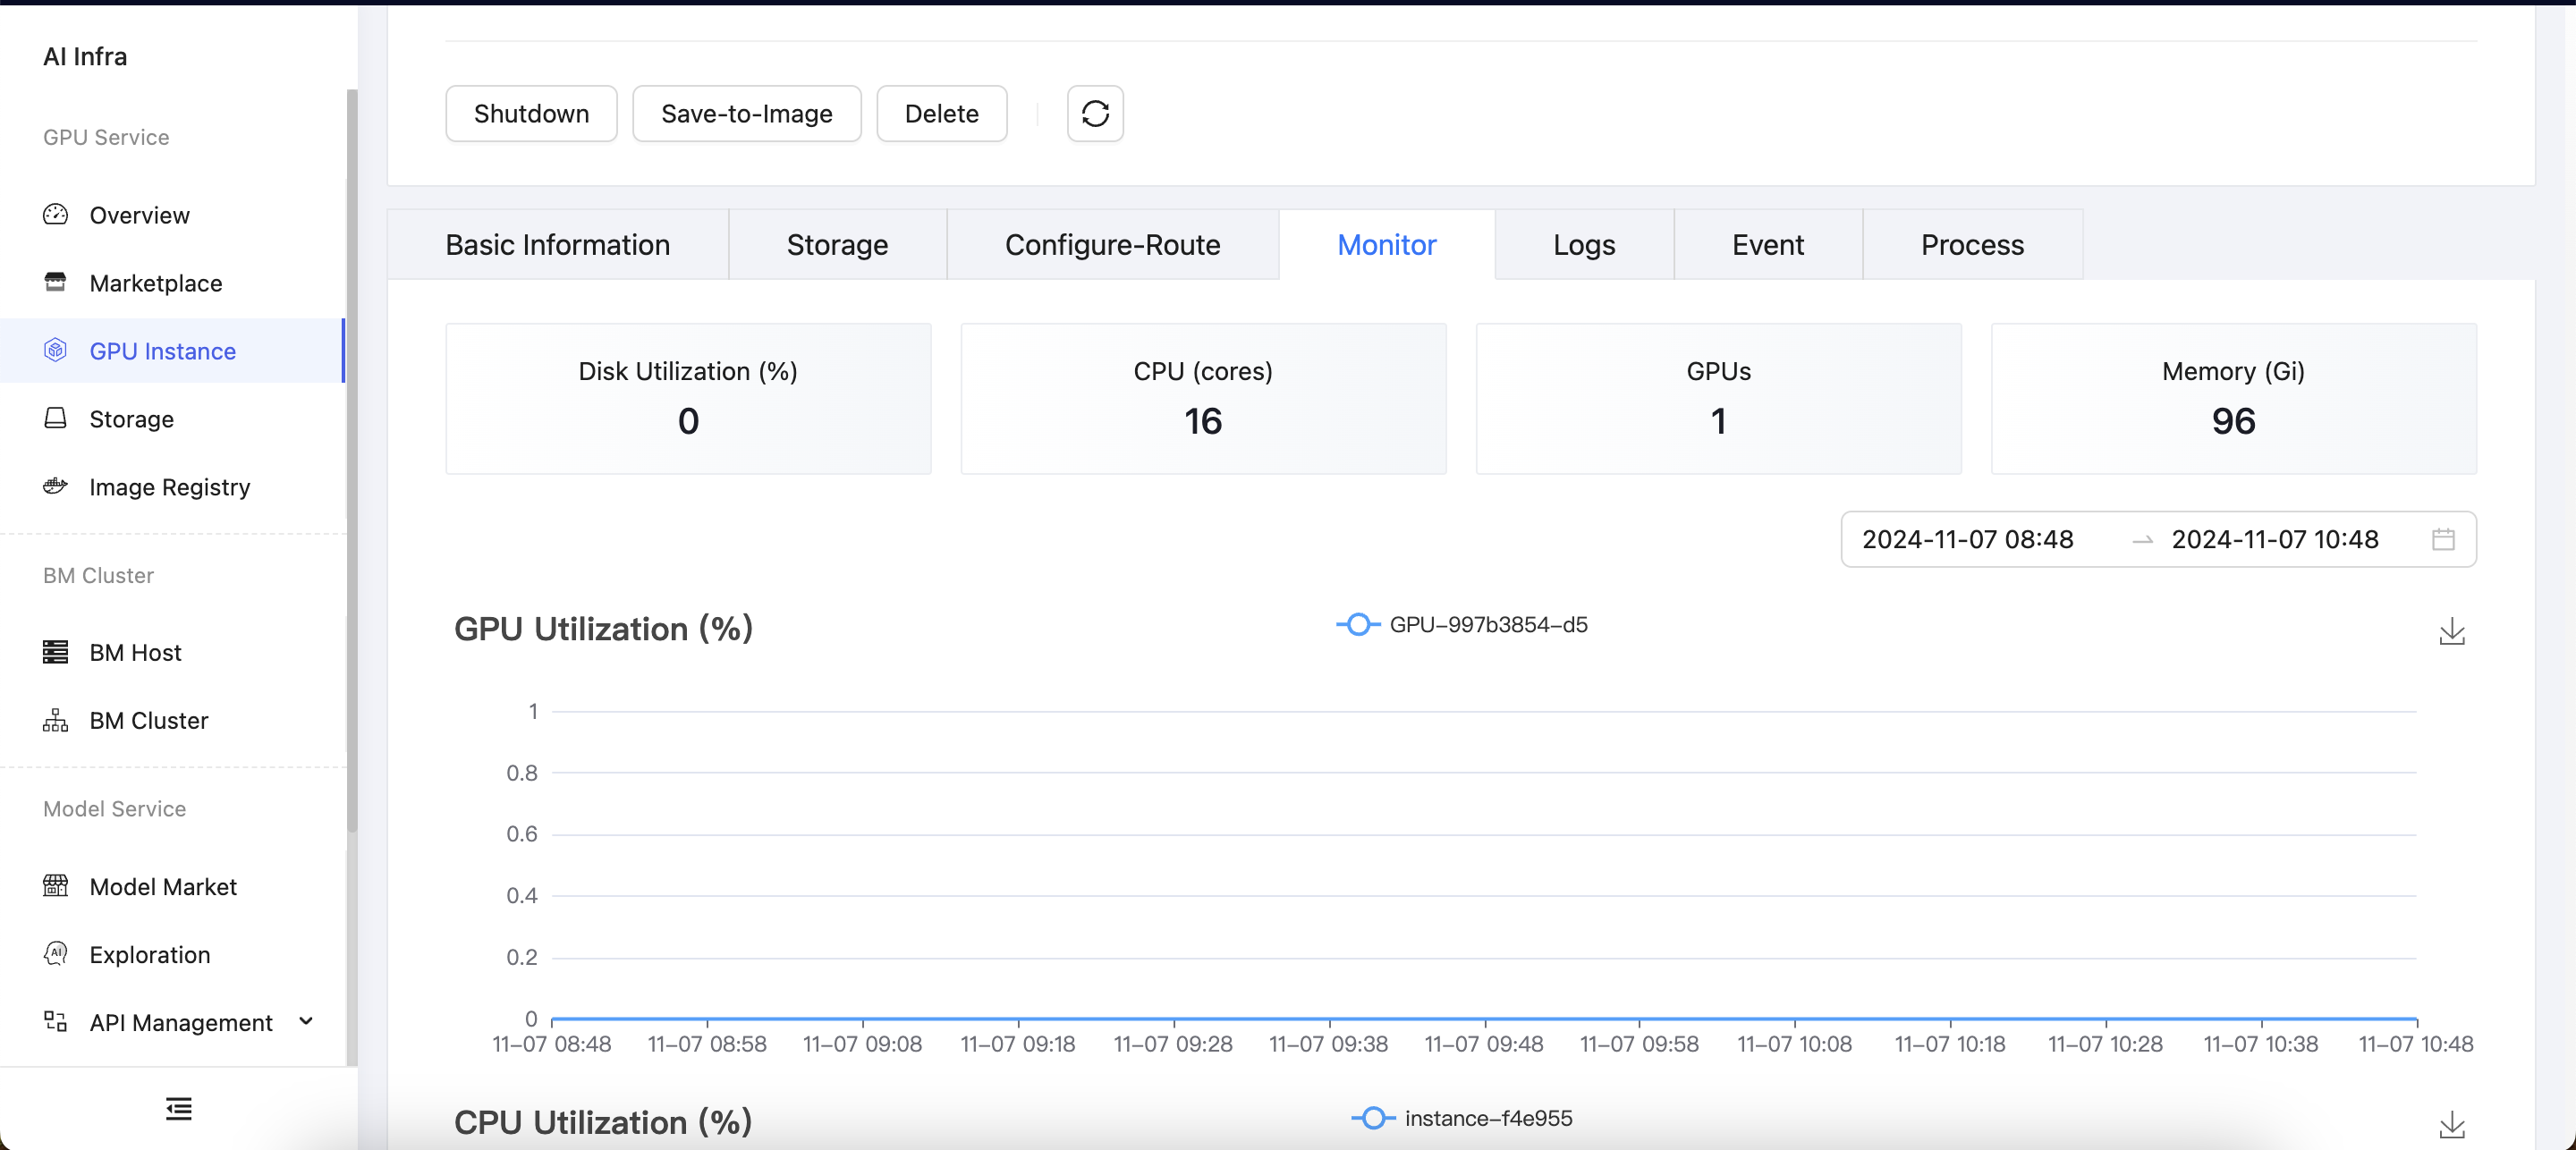 AI Infra
GPU Service
Overview
Marketplace
GPU Instance
Storage
Image Registry
BM Cluster
BM Host
BM Cluster
Model Service
Model Market
AI
Exploration
API Management
Shutdown Save-to-Image Delete
Basic Information Storage Configure-Route Monitor Logs Event Process
Disk Utilization (%) CPU (cores) GPUs Memory (Gi)
0 16 1 96
2024-11-07 08:48 → 2024-11-07 10:48
GPU Utilization (%) GPU-997b3854-d5
1
0.8
0.6
0.4
0.2
0
11-07 08:48 11-07 08:58 11-07 09:08 11-07 09:18 11-07 09:28 11-07 09:38 11-07 09:48 11-07 09:58 11-07 10:08 11-07 10:18 11-07 10:28 11-07 10:38 11-07 10:48
CPU Utilization (%) instance-f4e955